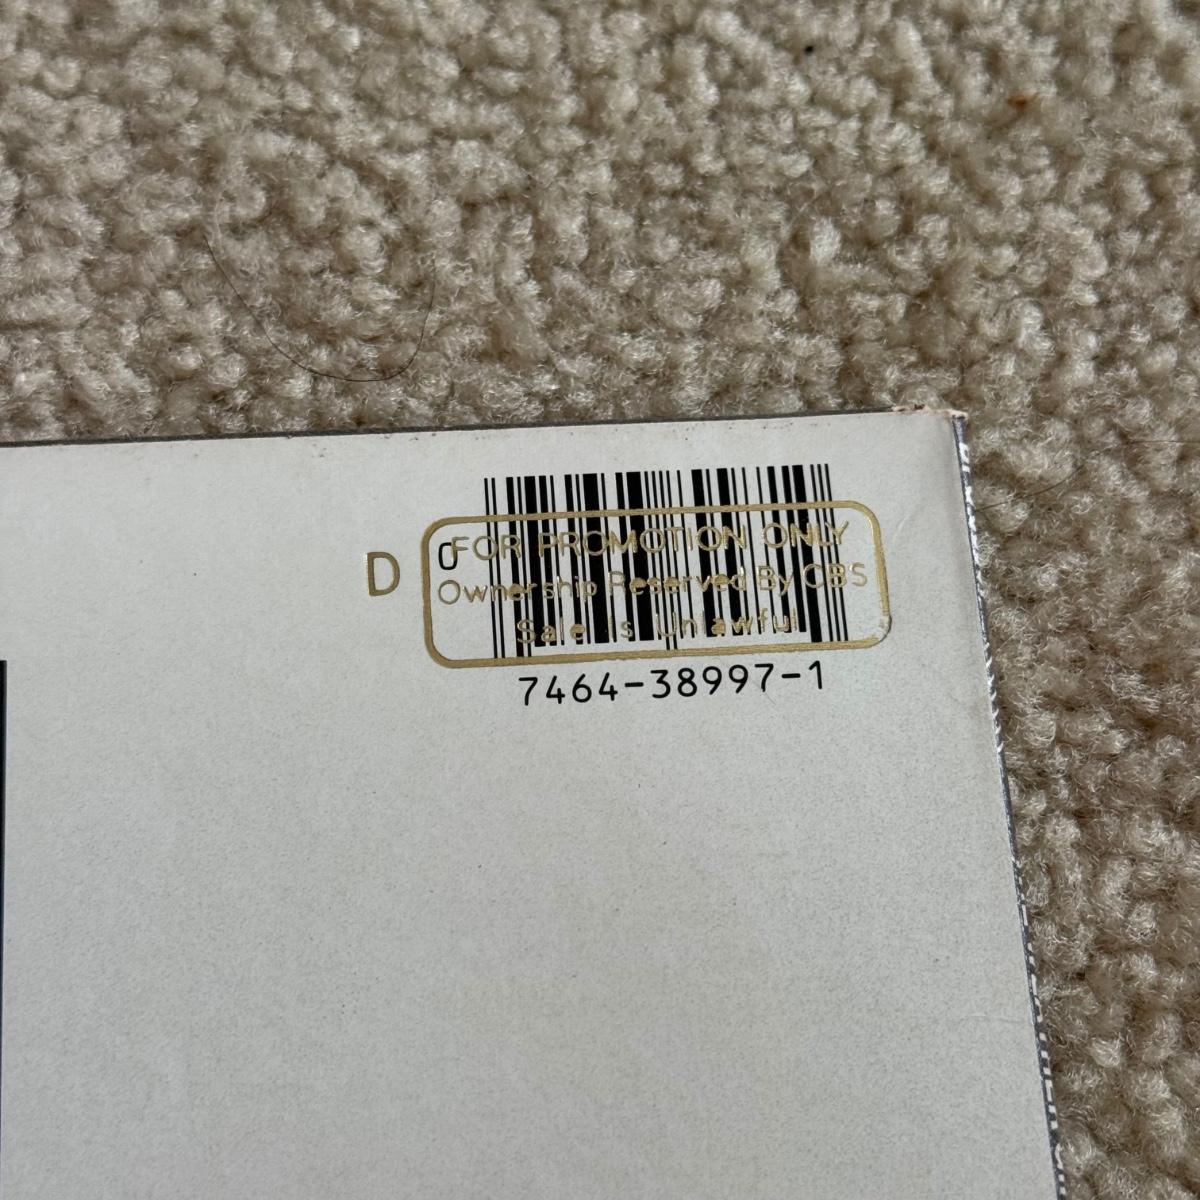 D
0
FOR PROMOTION ONLY
Ownership Reserved By CBS
Sale Is Unlawful
7464-38997-1